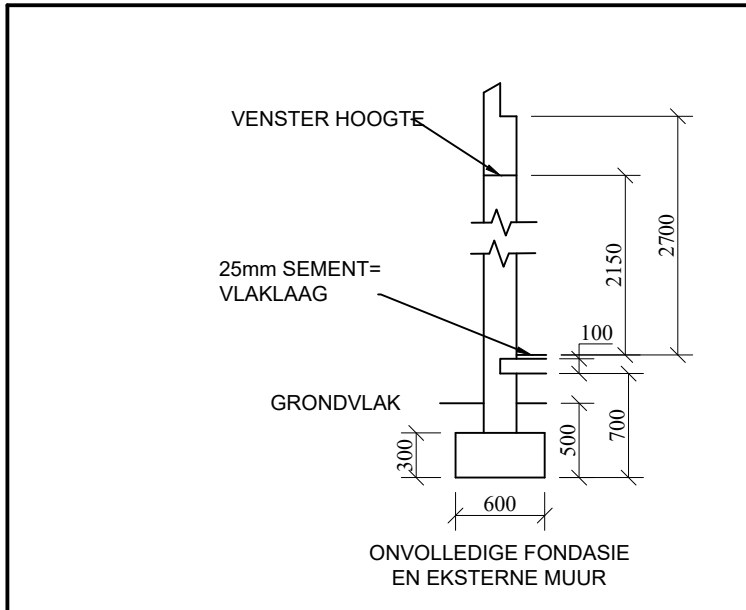 VENSTER HOOGTE
2700
2150
25mm SEMENT=
VLAKLAAG
100
GRONDVLAK
700
500
300
600
ONVOLLEDIGE FONDASIE
EN EKSTERNE MUUR